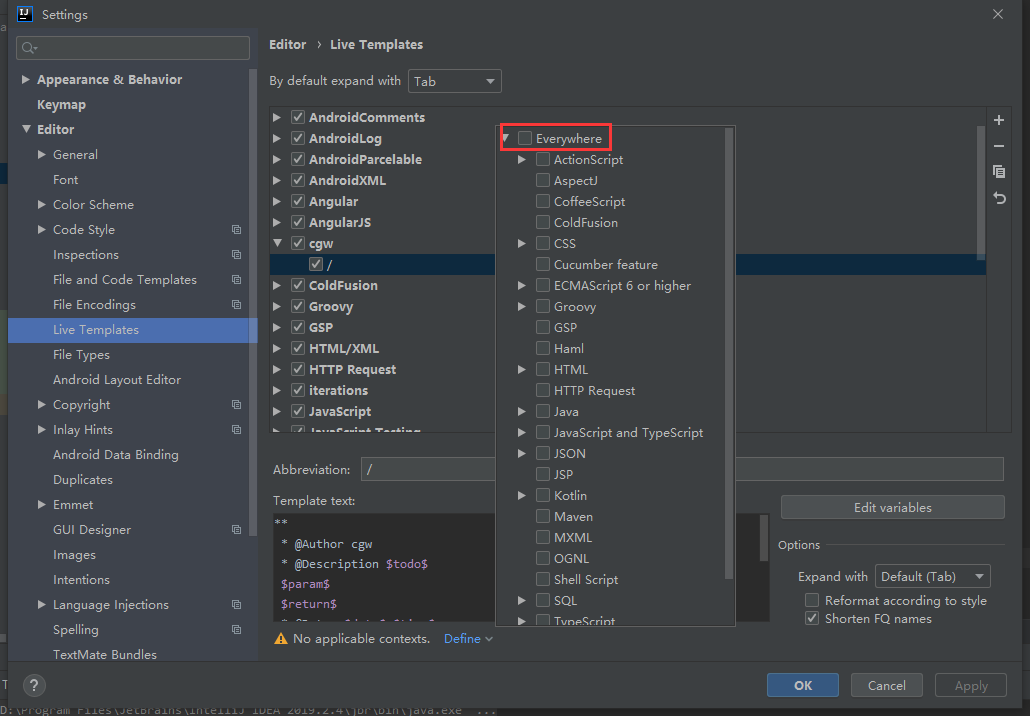 Settings
Editor › Live Templates
By default expand with Tab
Appearance & Behavior
Keymap
Editor
General
Font
Color Scheme
Code Style
Inspections
File and Code Templates
File Encodings
Live Templates
File Types
Android Layout Editor
Copyright
Inlay Hints
Android Data Binding
Duplicates
Emmet
GUI Designer
Images
Intentions
Language Injections
Spelling
TextMate Bundles
AndroidComments
AndroidLog
AndroidParcelable
AndroidXML
Angular
AngularJS
cgw
/
ColdFusion
Groovy
GSP
HTML/XML
HTTP Request
iterations
JavaScript
JavaScript Testing
Everywhere
ActionScript
AspectJ
CoffeeScript
ColdFusion
CSS
Cucumber feature
ECMAScript 6 or higher
Groovy
GSP
Haml
HTML
HTTP Request
Java
JavaScript and TypeScript
JSON
JSP
Kotlin
Maven
MXML
OGNL
Shell Script
SQL
TypeScript
Abbreviation: /
Template text:
**
* @Author cgw
* @Description $todo$
$param$
$return$
No applicable contexts. Define
Edit variables
Options
Expand with Default (Tab)
Reformat according to style
Shorten FQ names
?
OK Cancel Apply
D:\Program Files\JetBrains\IntelliJ IDEA 2019.2.4\jbr\bin\java.exe ...